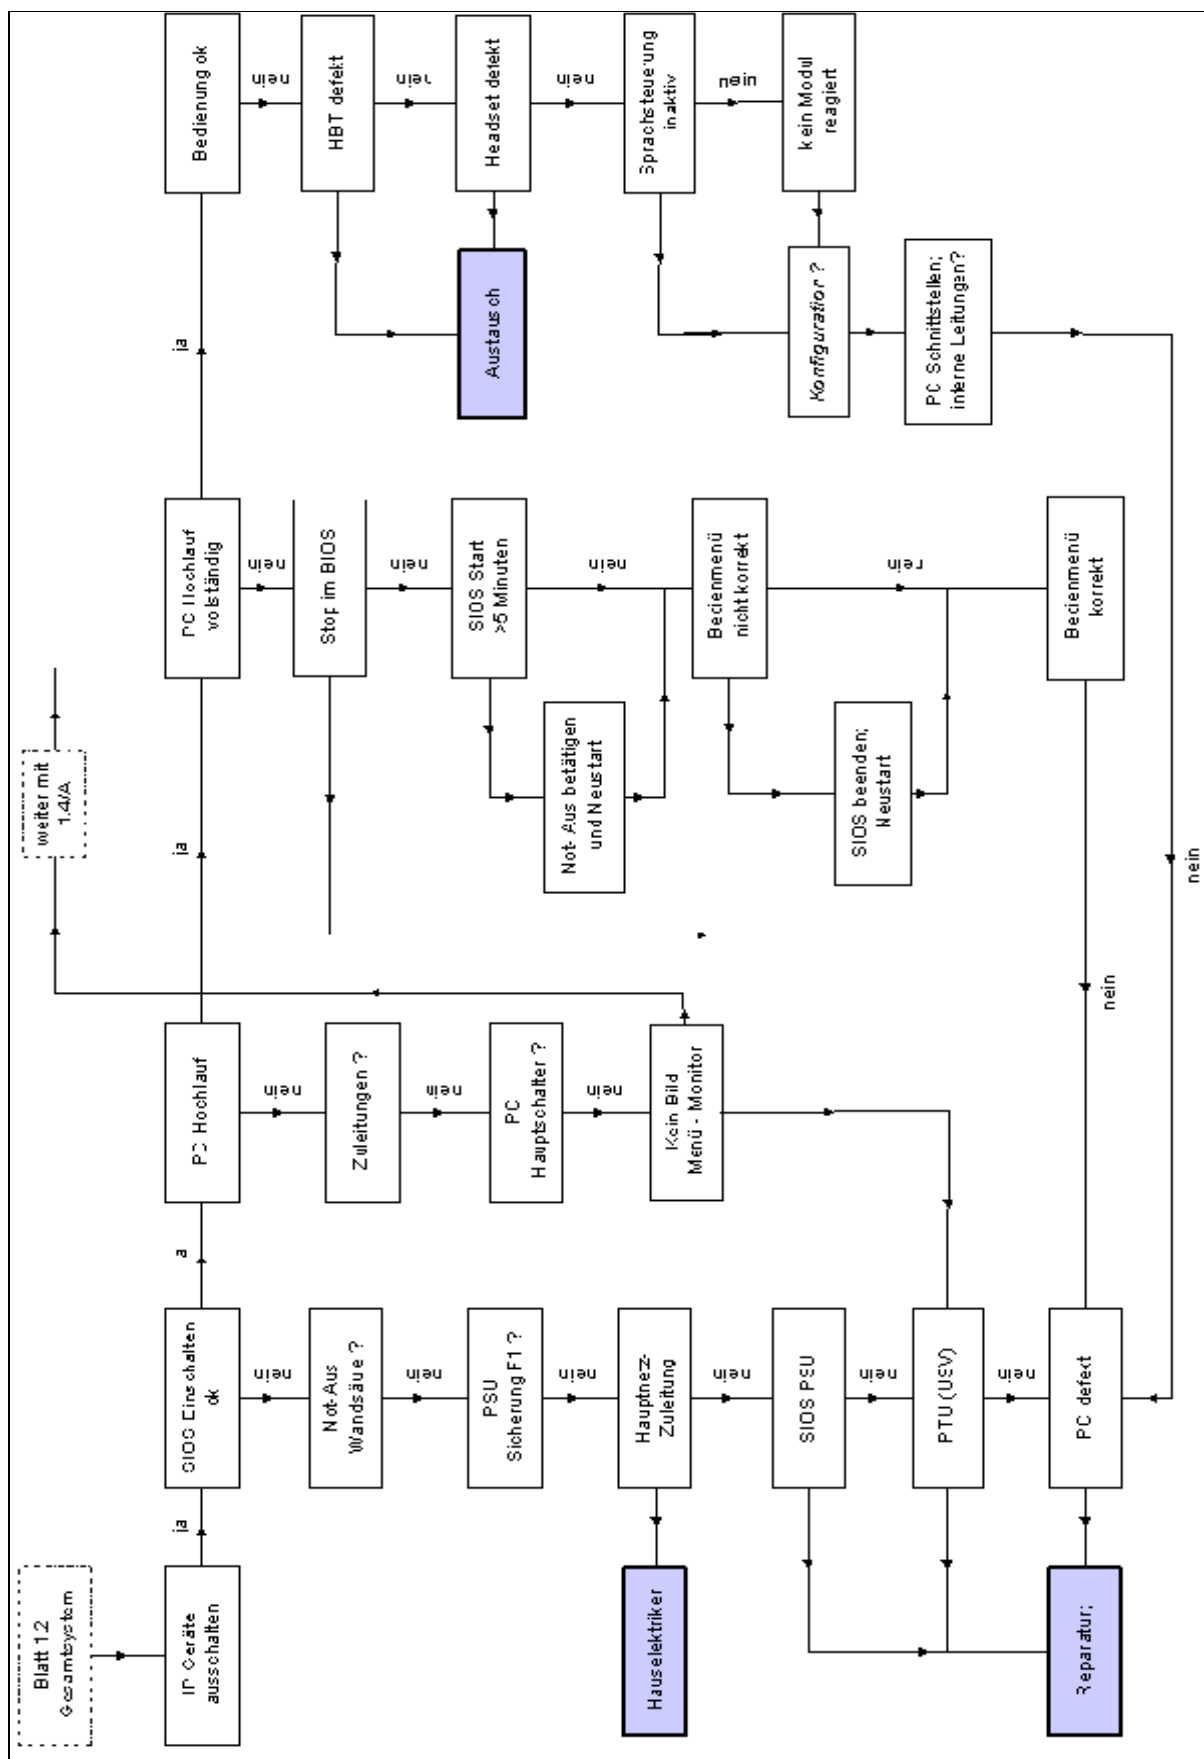 Blatt 1.2
Gesamtsystem
IP Geräte
ausschalten
ja
SIOS Einschalten
ok
nein
Not-Aus
Wandsäule ?
nein
PSU
Sicherung F1 ?
nein
Hauptnezz-
Zuleitung
Hauselektriker
nein
SIOS PSU
nein
PTU (USV)
nein
PC defekt
Reparatur;
a
PC Hochlauf
nein
Zuleitungen ?
nein
PC
Hauptschalter ?
nein
Kein Bild
Menü - Monitor
weiter mit
1.4/A
ja
PC Hochlauf
volständig
nein
Stop im BIOS
nein
SIOS Start
>5 Minuten
Not- Aus betätigen
und Neustart
nein
Bedienmenü
nicht korrekt
SIOS beenden;
Neustart
nein
Bedienmenü
korrekt
nein
ja
Bedienung ok
nein
HBT defekt
nein
Headset defekt
Austausch
nein
Sprachsteuerung
inaktiv
nein
kein Modul
reagiert
Konfiguration ?
PC Schnittstellen;
interne Leitungen?
nein